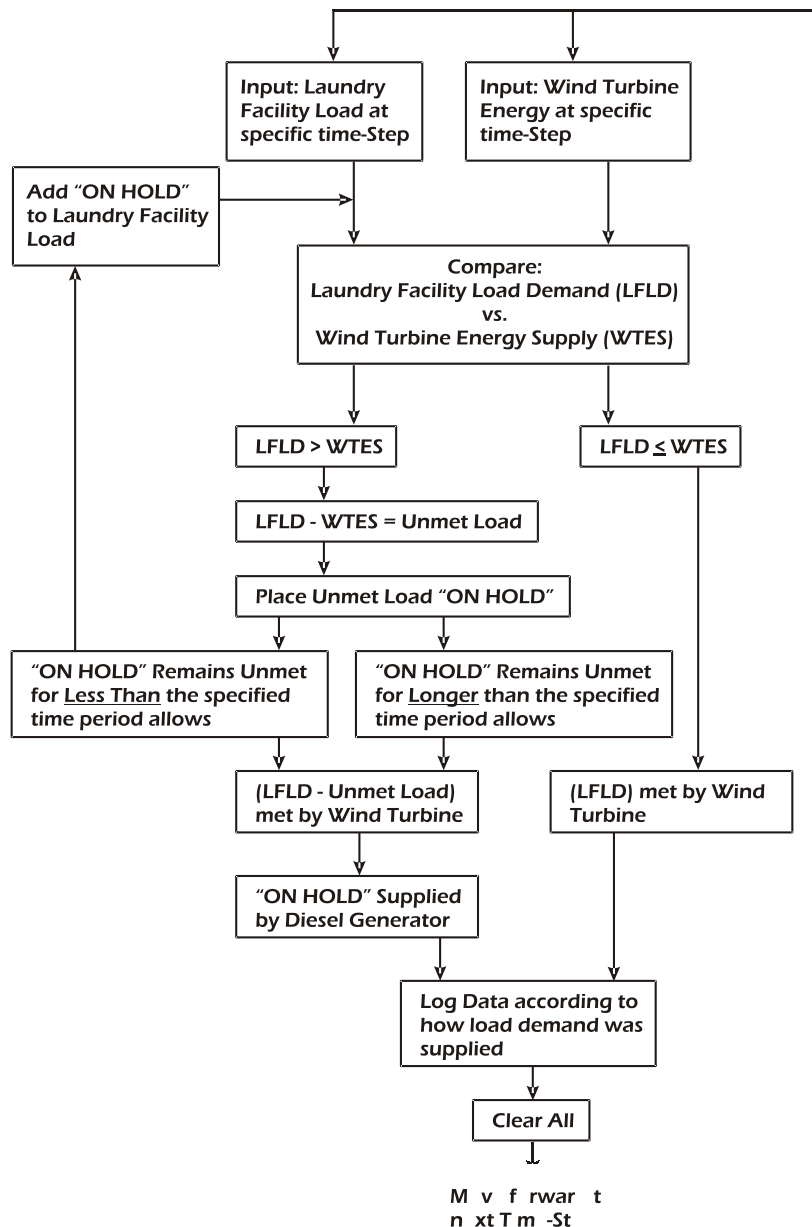 Input: Laundry
Facility Load at
specific time-Step
Input: Wind Turbine
Energy at specific
time-Step
Add “ON HOLD”
to Laundry Facility
Load
Compare:
Laundry Facility Load Demand (LFLD)
vs.
Wind Turbine Energy Supply (WTES)
LFLD > WTES
LFLD ≤ WTES
LFLD - WTES = Unmet Load
Place Unmet Load “ON HOLD”
“ON HOLD” Remains Unmet
for Less Than the specified
time period allows
“ON HOLD” Remains Unmet
for Longer than the specified
time period allows
(LFLD - Unmet Load)
met by Wind Turbine
(LFLD) met by Wind
Turbine
“ON HOLD” Supplied
by Diesel Generator
Log Data according to
how load demand was
supplied
Clear All
M v f rwar t
n xt T m -St